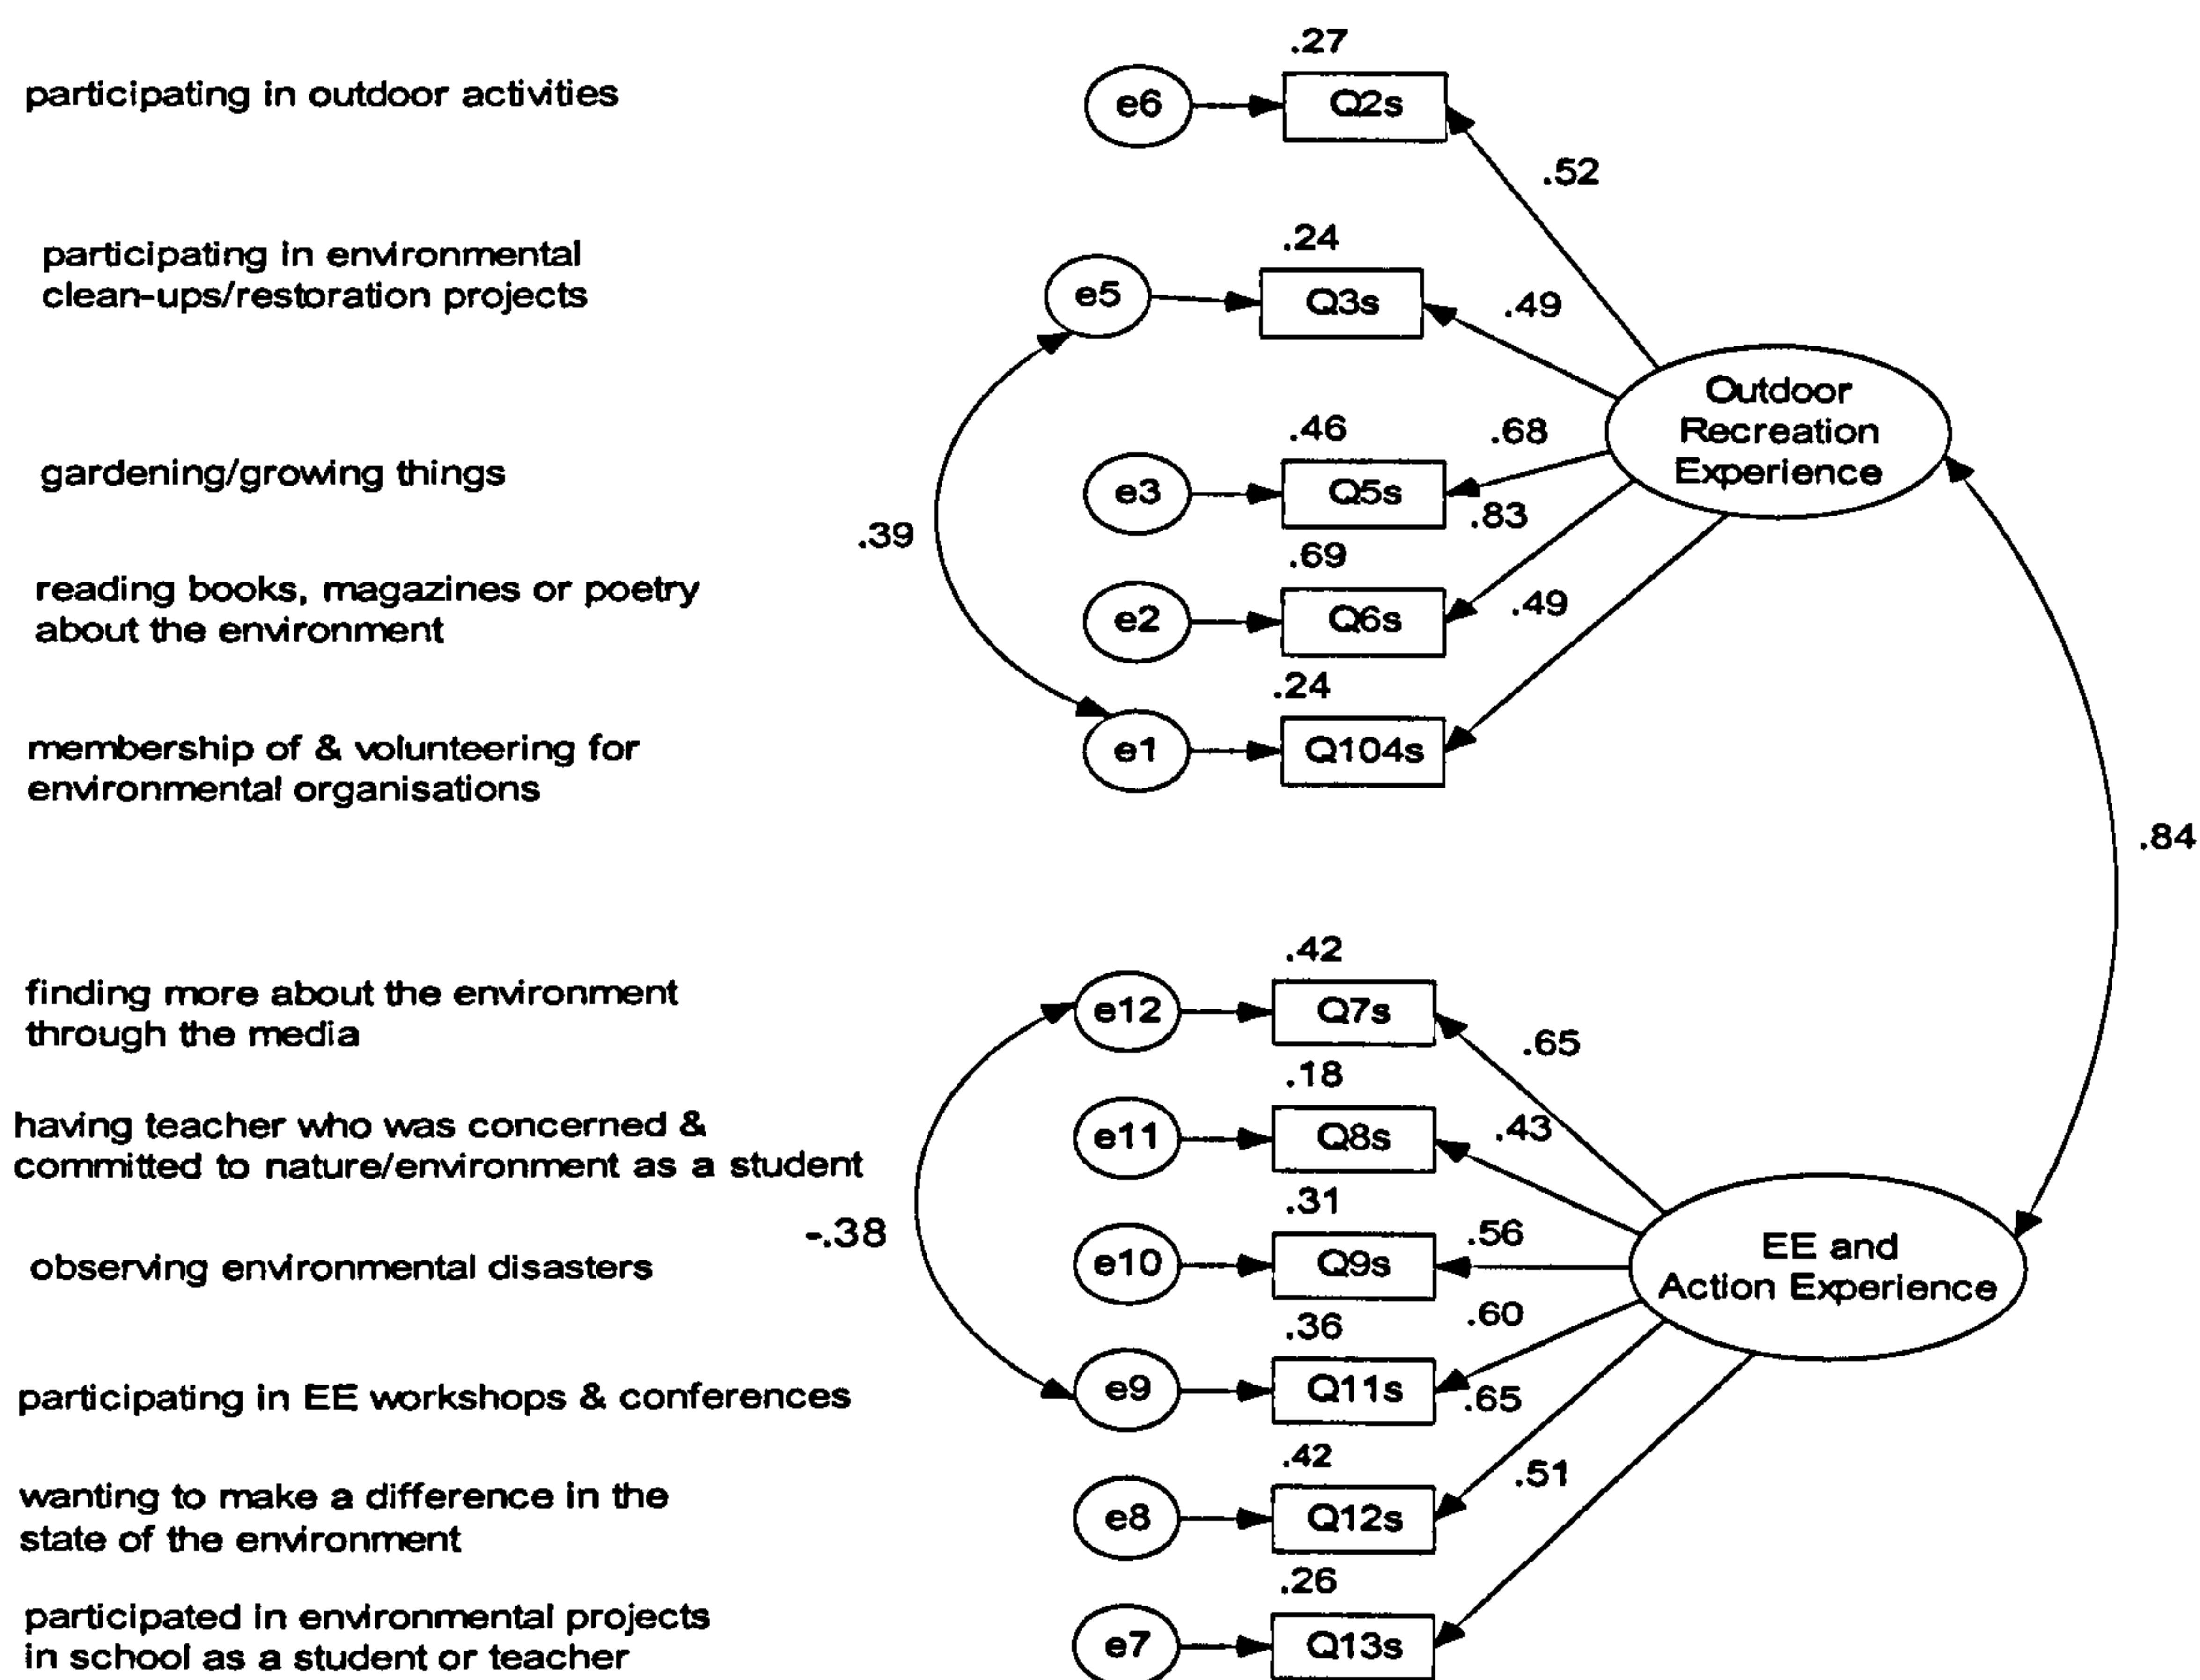 .27
participating in outdoor activities
e6
Q2s
.52
participating in environmental
clean-ups/restoration projects
.24
e5
Q3s
.49
Outdoor
Recreation
Experience
.46
.68
gardening/growing things
e3
Q5s
.83
.39
.69
reading books, magazines or poetry
about the environment
e2
Q6s
.49
.24
membership of & volunteering for
environmental organisations
e1
Q104s
.84
.42
finding more about the environment
through the media
e12
Q7s
.65
.18
having teacher who was concerned &
committed to nature/environment as a student
e11
Q8s
.43
-.38
.31
observing environmental disasters
e10
Q9s
.56
EE and
Action Experience
.36
.60
participating in EE workshops & conferences
e9
Q11s
.65
.42
wanting to make a difference in the
state of the environment
e8
Q12s
.51
.26
participated in environmental projects
in school as a student or teacher
e7
Q13s